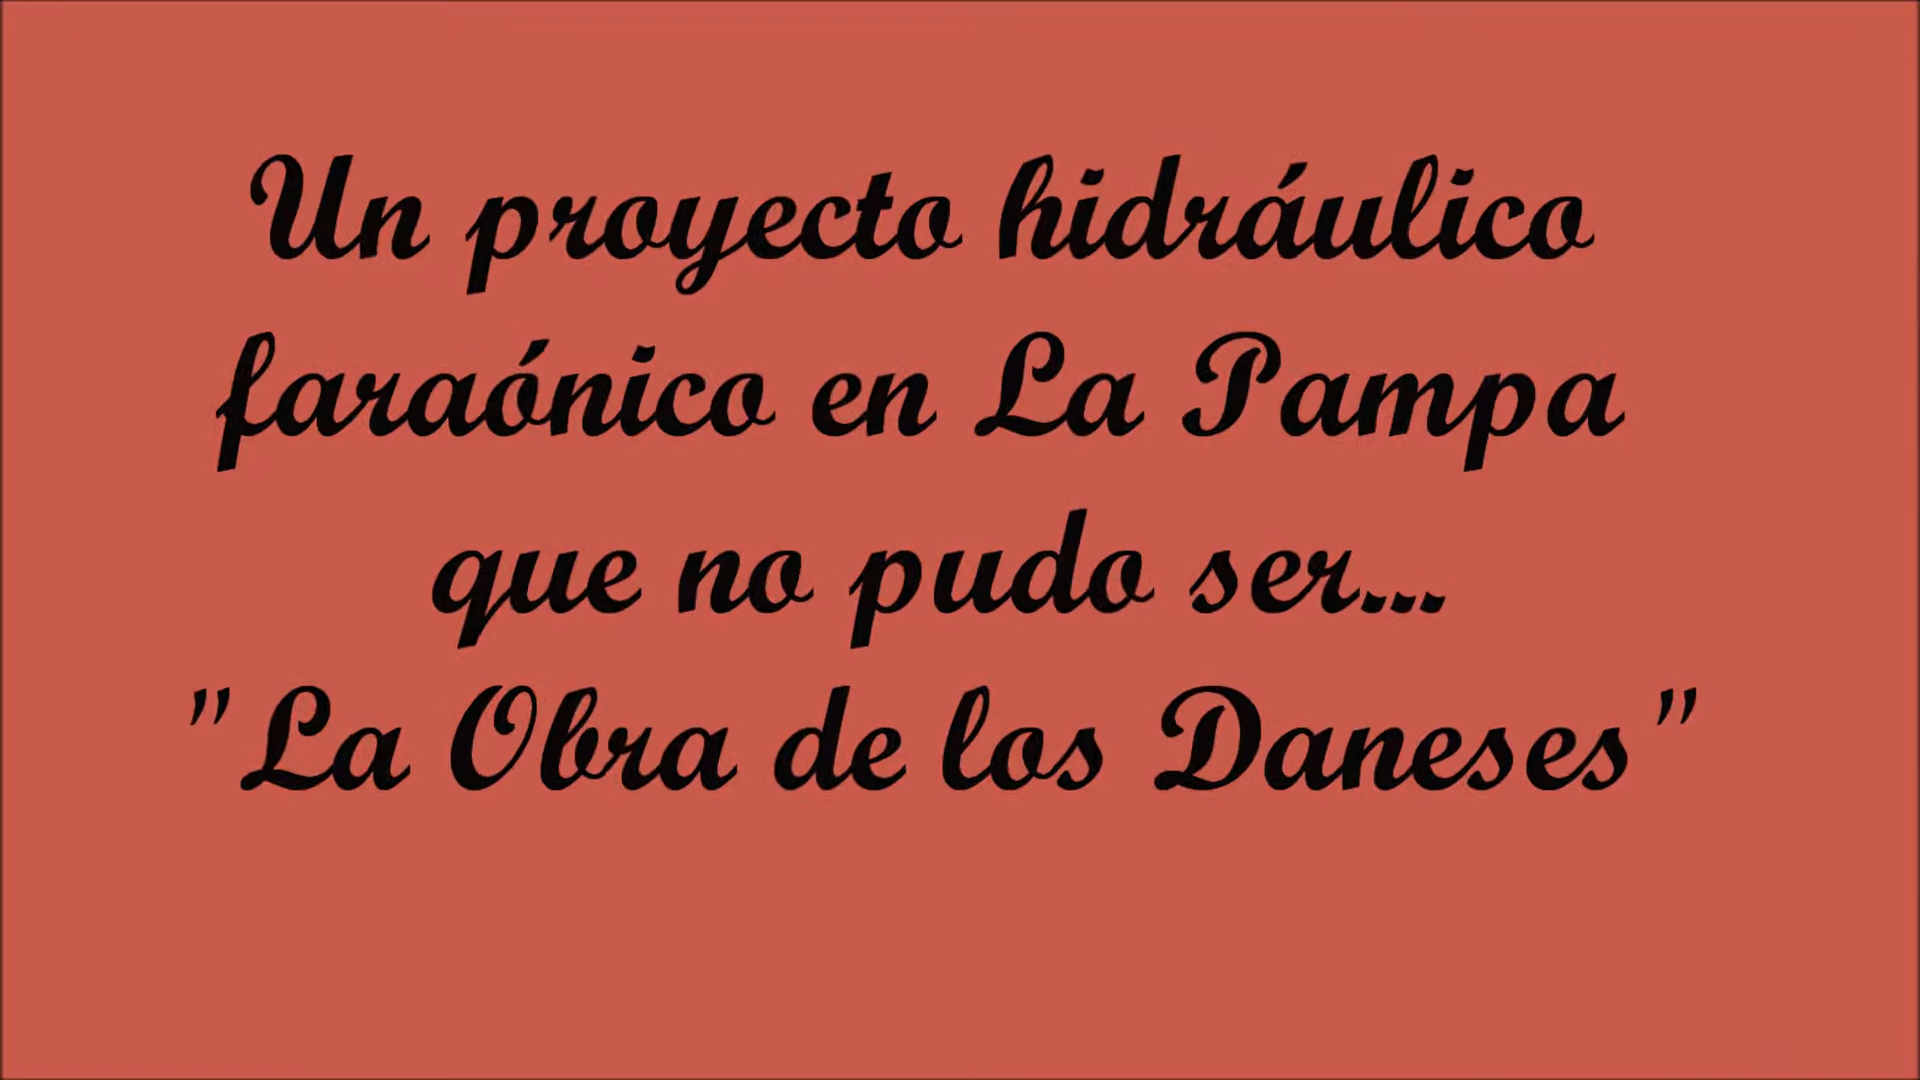 Un proyecto hidráulico
faraónico en La Pampa
que no pudo ser...
"La Obra de los Daneses"